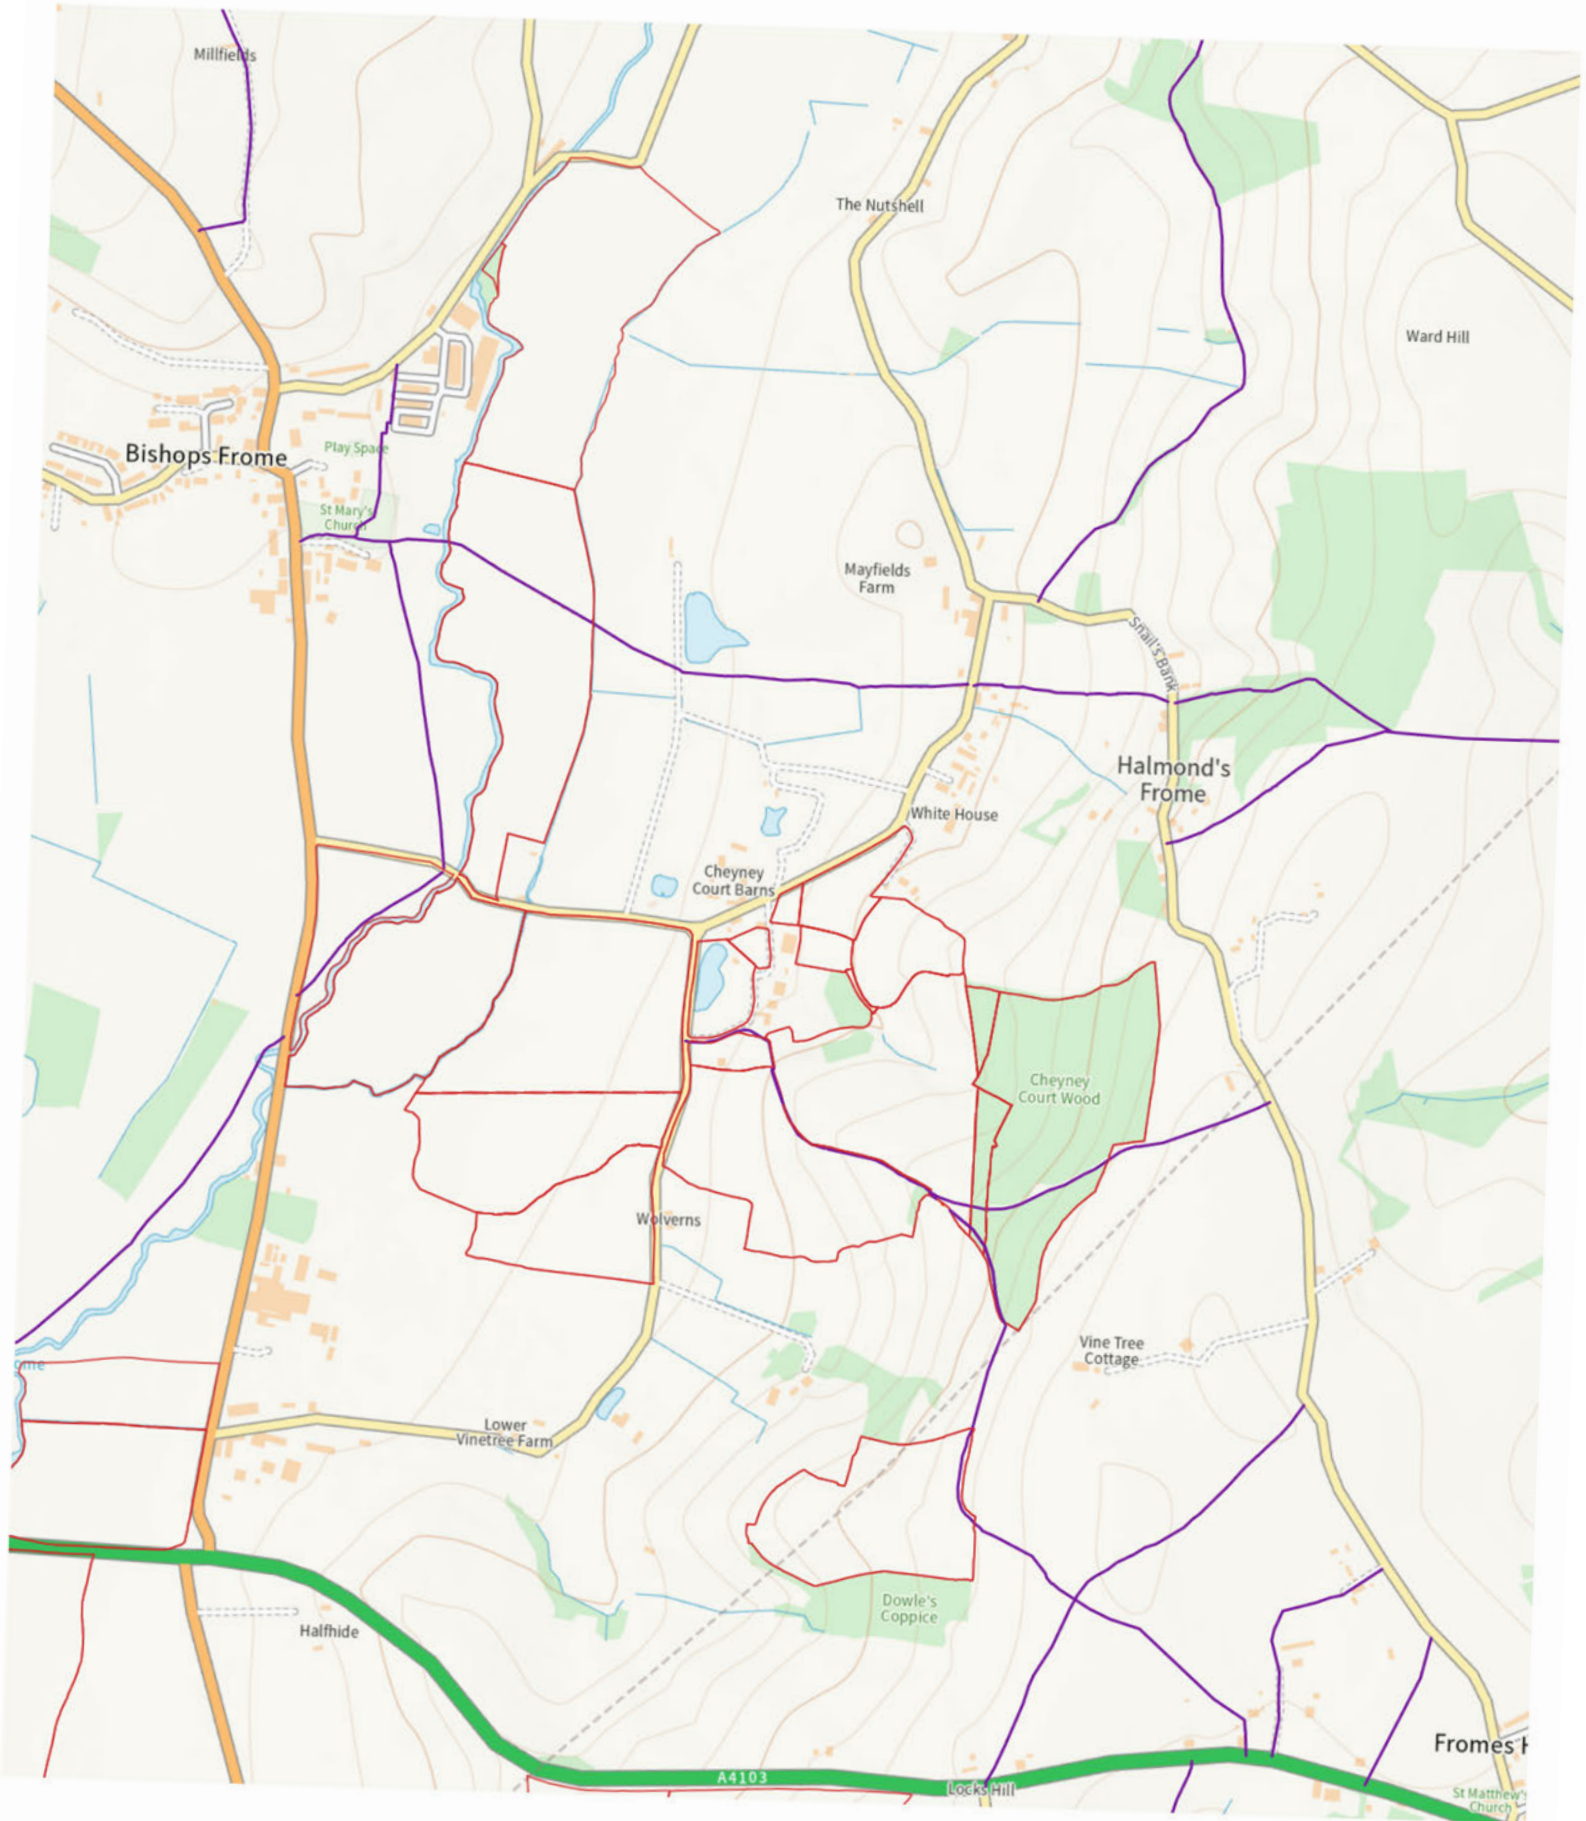 Millfields
The Nutshell
Ward Hill
Bishops Frome
Play Space
St Mary's
Church
Mayfields
Farm
Snail's Bank
Halmond's
Frome
White House
Cheyney
Court Barns
Cheyney
Court Wood
Wolverns
Vine Tree
Cottage
ome
Lower
Vinetree Farm
Dowle's
Coppice
Halfhide
Fromes H
A4103
Locks Hill
St Matthew's
Church